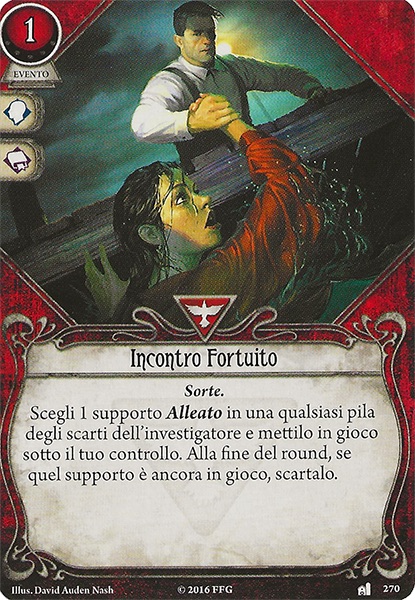 1
EVENTO
Incontro Fortuito
Sorte.
Scegli 1 supporto Alleato in una qualsiasi pila
degli scarti dell'investigatore e mettilo in gioco
sotto il tuo controllo. Alla fine del round, se
quel supporto è ancora in gioco, scartalo.
Illus. David Auden Nash © 2016 FFG 270